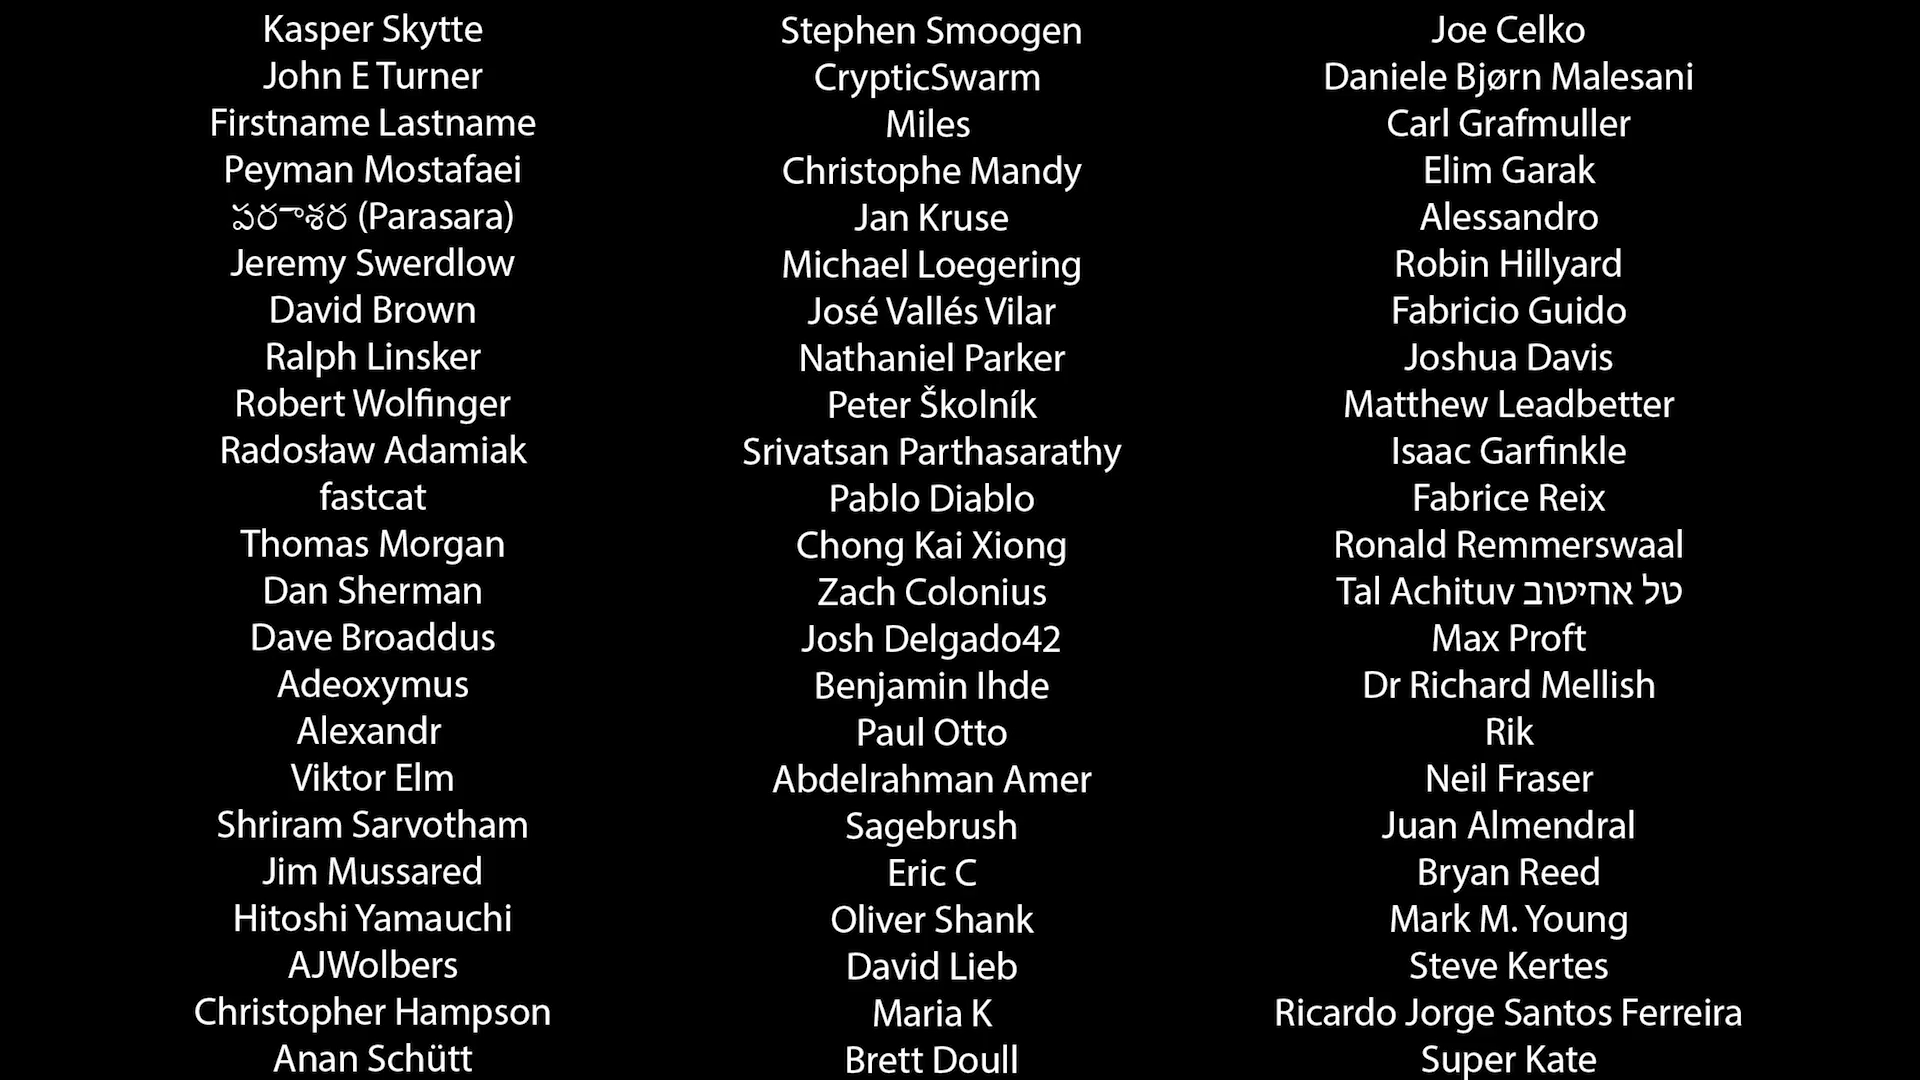 Kasper Skytte
John E Turner
Firstname Lastname
Peyman Mostafaei
పరాశర (Parasara)
Jeremy Swerdlow
David Brown
Ralph Linsker
Robert Wolfinger
Radosław Adamiak
fastcat
Thomas Morgan
Dan Sherman
Dave Broaddus
Adeoxymus
Alexandr
Viktor Elm
Shriram Sarvotham
Jim Mussared
Hitoshi Yamauchi
AJWolbers
Christopher Hampson
Anan Schütt
Stephen Smoogen
CrypticSwarm
Miles
Christophe Mandy
Jan Kruse
Michael Loegering
José Vallés Vilar
Nathaniel Parker
Peter Školník
Srivatsan Parthasarathy
Pablo Diablo
Chong Kai Xiong
Zach Colonius
Josh Delgado42
Benjamin Ihde
Paul Otto
Abdelrahman Amer
Sagebrush
Eric C
Oliver Shank
David Lieb
Maria K
Brett Doull
Joe Celko
Daniele Bjørn Malesani
Carl Grafmuller
Elim Garak
Alessandro
Robin Hillyard
Fabricio Guido
Joshua Davis
Matthew Leadbetter
Isaac Garfinkle
Fabrice Reix
Ronald Remmerswaal
Tal Achituv טל אחיטוב
Max Proft
Dr Richard Mellish
Rik
Neil Fraser
Juan Almendral
Bryan Reed
Mark M. Young
Steve Kertes
Ricardo Jorge Santos Ferreira
Super Kate